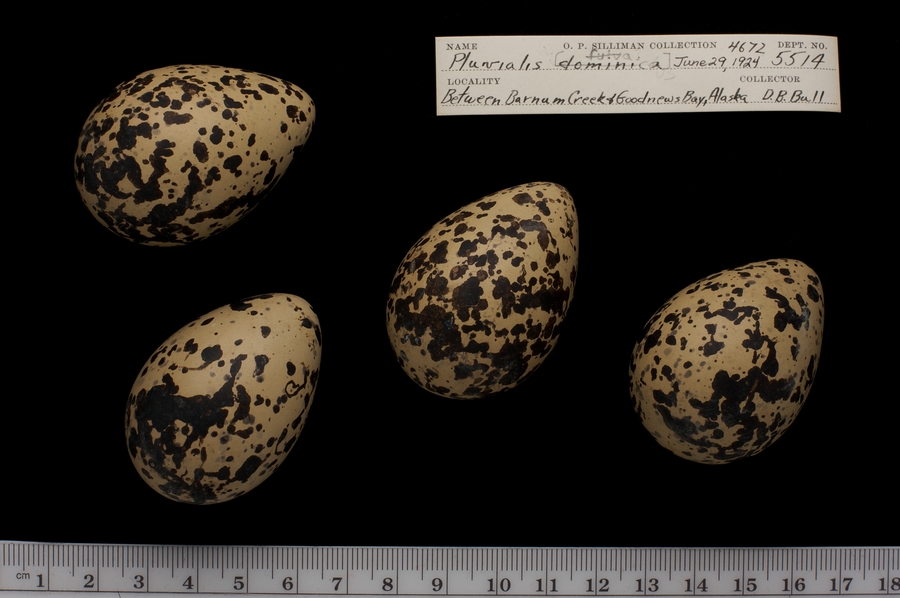 NAME O. P. SILLIMAN COLLECTION 4672 DEPT. NO.
fulva,
Pluvialis dominica [ ] June 29, 1924 5514
LOCALITY COLLECTOR
Between Barnum Creek & Goodnews Bay, Alaska D. B. Bull
cm 1 2 3 4 5 6 7 8 9 10 11 12 13 14 15 16 17 18